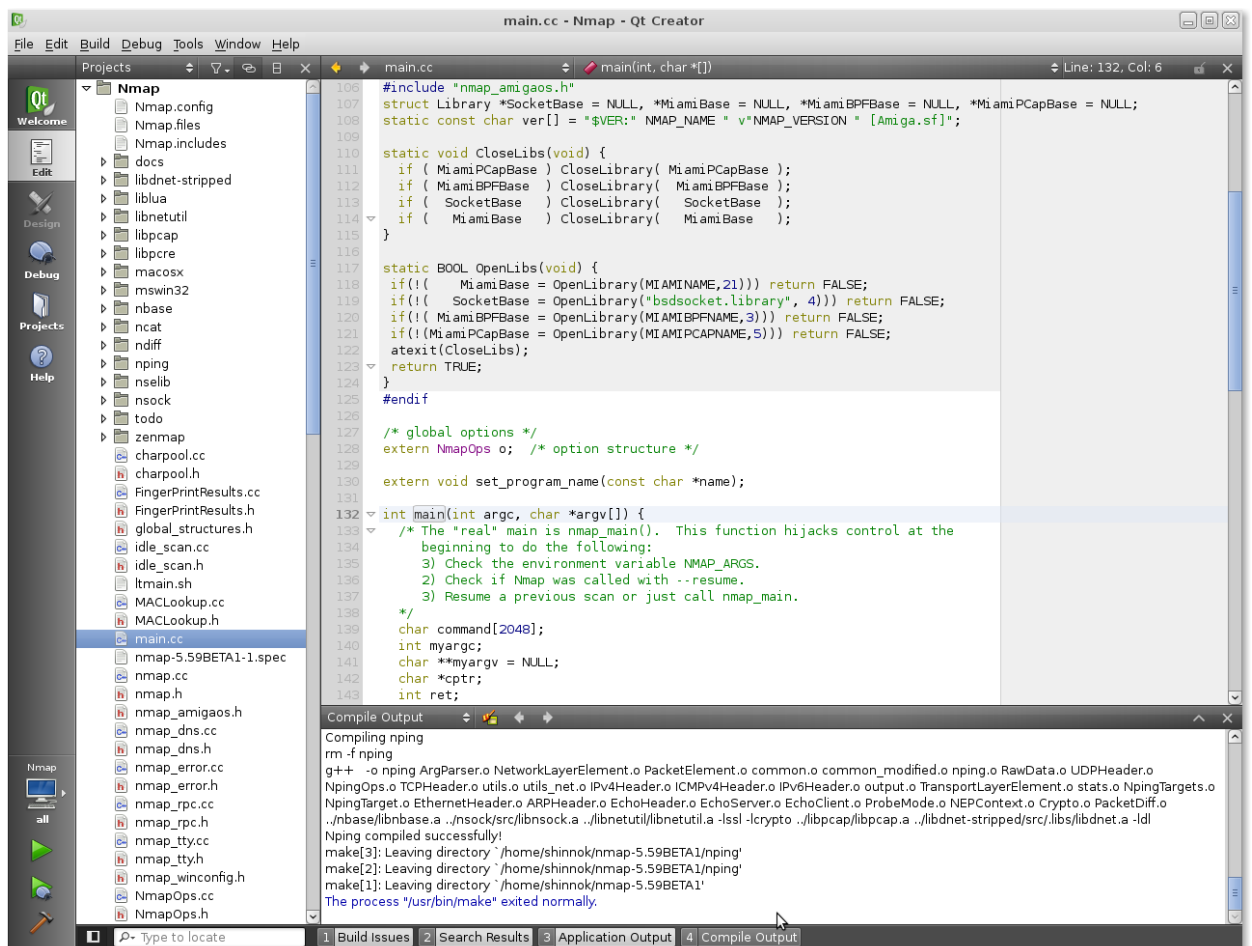 main.cc - Nmap - Qt Creator
File Edit Build Debug Tools Window Help
Projects
main.cc
main(int, char *[])
Line: 132, Col: 6
Qt
Welcome
Edit
Design
Debug
Projects
Help
Nmap
all
Nmap
Nmap.config
Nmap.files
Nmap.includes
docs
libdnet-stripped
liblua
libnetutil
libpcap
libpcre
macosx
mswin32
nbase
ncat
ndiff
nping
nselib
nsock
todo
zenmap
charpool.cc
charpool.h
FingerPrintResults.cc
FingerPrintResults.h
global_structures.h
idle_scan.cc
idle_scan.h
ltmain.sh
MACLookup.cc
MACLookup.h
main.cc
nmap-5.59BETA1-1.spec
nmap.cc
nmap.h
nmap_amigaos.h
nmap_dns.cc
nmap_dns.h
nmap_error.cc
nmap_error.h
nmap_rpc.cc
nmap_rpc.h
nmap_tty.cc
nmap_tty.h
nmap_winconfig.h
NmapOps.cc
NmapOps.h
106 #include "nmap_amigaos.h"
107 struct Library *SocketBase = NULL, *MiamiBase = NULL, *MiamiBPFBase = NULL, *MiamiPCapBase = NULL;
108 static const char ver[] = "$VER:" NMAP_NAME " v"NMAP_VERSION " [Amiga.sf]";
109
110 static void CloseLibs(void) {
111 if ( MiamiPCapBase ) CloseLibrary( MiamiPCapBase );
112 if ( MiamiBPFBase ) CloseLibrary( MiamiBPFBase );
113 if ( SocketBase ) CloseLibrary( SocketBase );
114 if ( MiamiBase ) CloseLibrary( MiamiBase );
115 }
116
117 static BOOL OpenLibs(void) {
118 if(!( MiamiBase = OpenLibrary(MIAMINAME,21))) return FALSE;
119 if(!( SocketBase = OpenLibrary("bsdsocket.library", 4))) return FALSE;
120 if(!( MiamiBPFBase = OpenLibrary(MIAMIBPFNAME,3))) return FALSE;
121 if(!(MiamiPCapBase = OpenLibrary(MIAMIPCAPNAME,5))) return FALSE;
122 atexit(CloseLibs);
123 return TRUE;
124 }
125 #endif
126
127 /* global options */
128 extern NmapOps o; /* option structure */
129
130 extern void set_program_name(const char *name);
131
132 int main(int argc, char *argv[]) {
133 /* The "real" main is nmap_main(). This function hijacks control at the
134 beginning to do the following:
135 3) Check the environment variable NMAP_ARGS.
136 2) Check if Nmap was called with --resume.
137 3) Resume a previous scan or just call nmap_main.
138 */
139 char command[2048];
140 int myargc;
141 char **myargv = NULL;
142 char *cptr;
143 int ret;
Compile Output
Compiling nping
rm -f nping
g++ -o nping ArgParser.o NetworkLayerElement.o PacketElement.o common.o common_modified.o nping.o RawData.o UDPHeader.o
NpingOps.o TCPHeader.o utils.o utils_net.o IPv4Header.o ICMPv4Header.o IPv6Header.o output.o TransportLayerElement.o stats.o NpingTargets.o
NpingTarget.o EthernetHeader.o ARPHeader.o EchoHeader.o EchoServer.o EchoClient.o ProbeMode.o NEPContext.o Crypto.o PacketDiff.o
../nbase/libnbase.a ../nsock/src/libnsock.a ../libnetutil/libnetutil.a -lssl -lcrypto ../libpcap/libpcap.a ../libdnet-stripped/src/.libs/libdnet.a -ldl
Nping compiled successfully!
make[3]: Leaving directory `/home/shinnok/nmap-5.59BETA1/nping'
make[2]: Leaving directory `/home/shinnok/nmap-5.59BETA1/nping'
make[1]: Leaving directory `/home/shinnok/nmap-5.59BETA1'
The process "/usr/bin/make" exited normally.
Type to locate
1 Build Issues 2 Search Results 3 Application Output 4 Compile Output